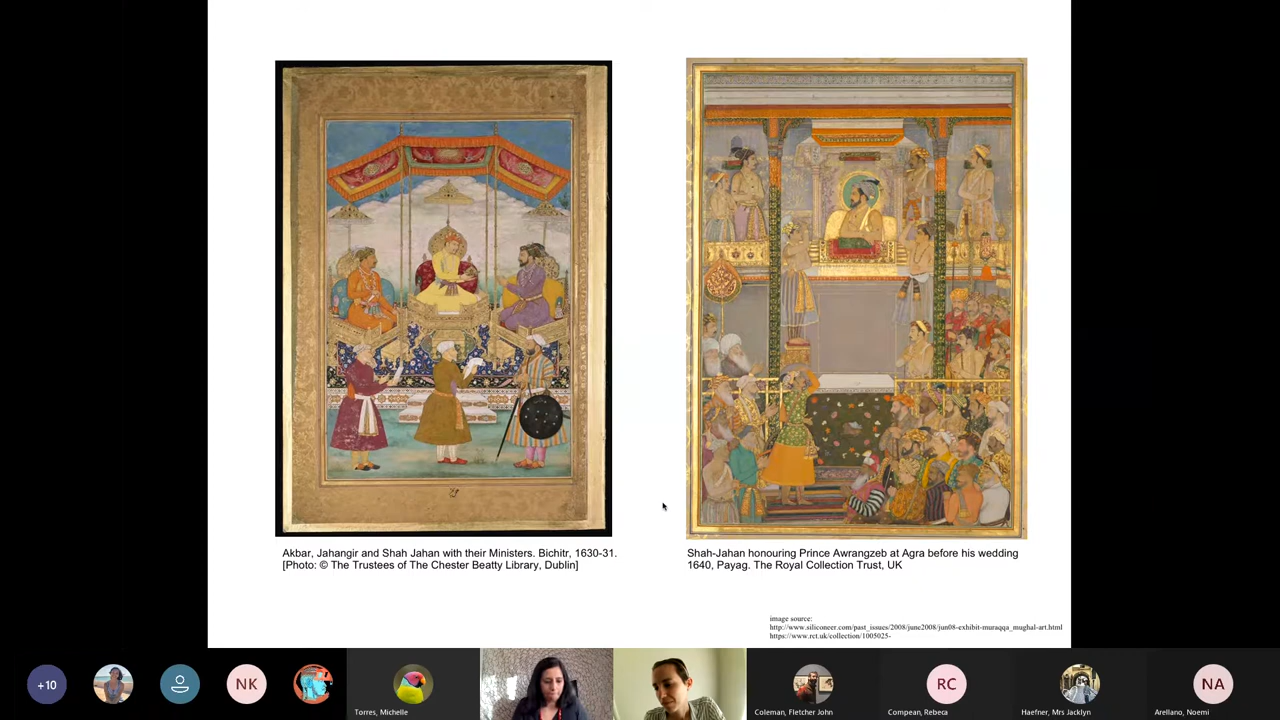 Akbar, Jahangir and Shah Jahan with their Ministers. Bichitr, 1630-31.
[Photo: © The Trustees of The Chester Beatty Library, Dublin]
Shah-Jahan honouring Prince Awrangzeb at Agra before his wedding
1640, Payag. The Royal Collection Trust, UK
image source:
http://www.siliconeer.com/past_issues/2008/june2008/jun08-exhibit-muraqqa_mughal-art.html
https://www.rct.uk/collection/1005025-
+10
NK
Torres, Michelle
Coleman, Fletcher John
RC
Compean, Rebeca
Haefner, Mrs Jacklyn
NA
Arellano, Noemi